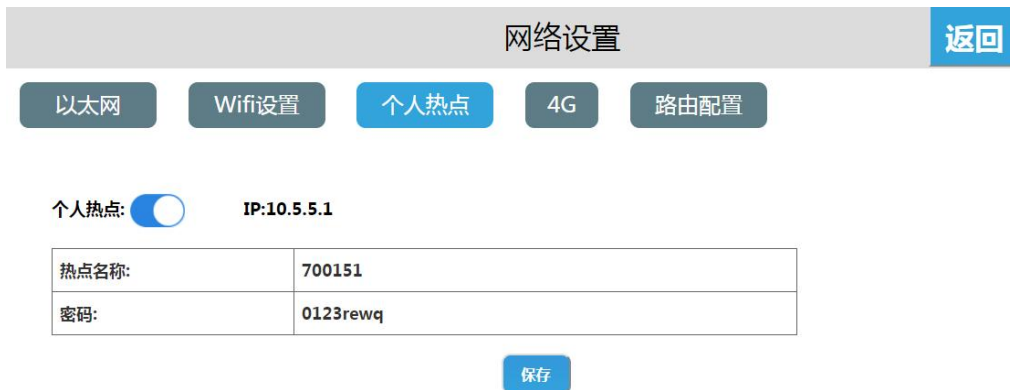 网络设置 返回
以太网 Wifi设置 个人热点 4G 路由配置
个人热点: IP:10.5.5.1
热点名称: 700151
密码: 0123rewq
保存